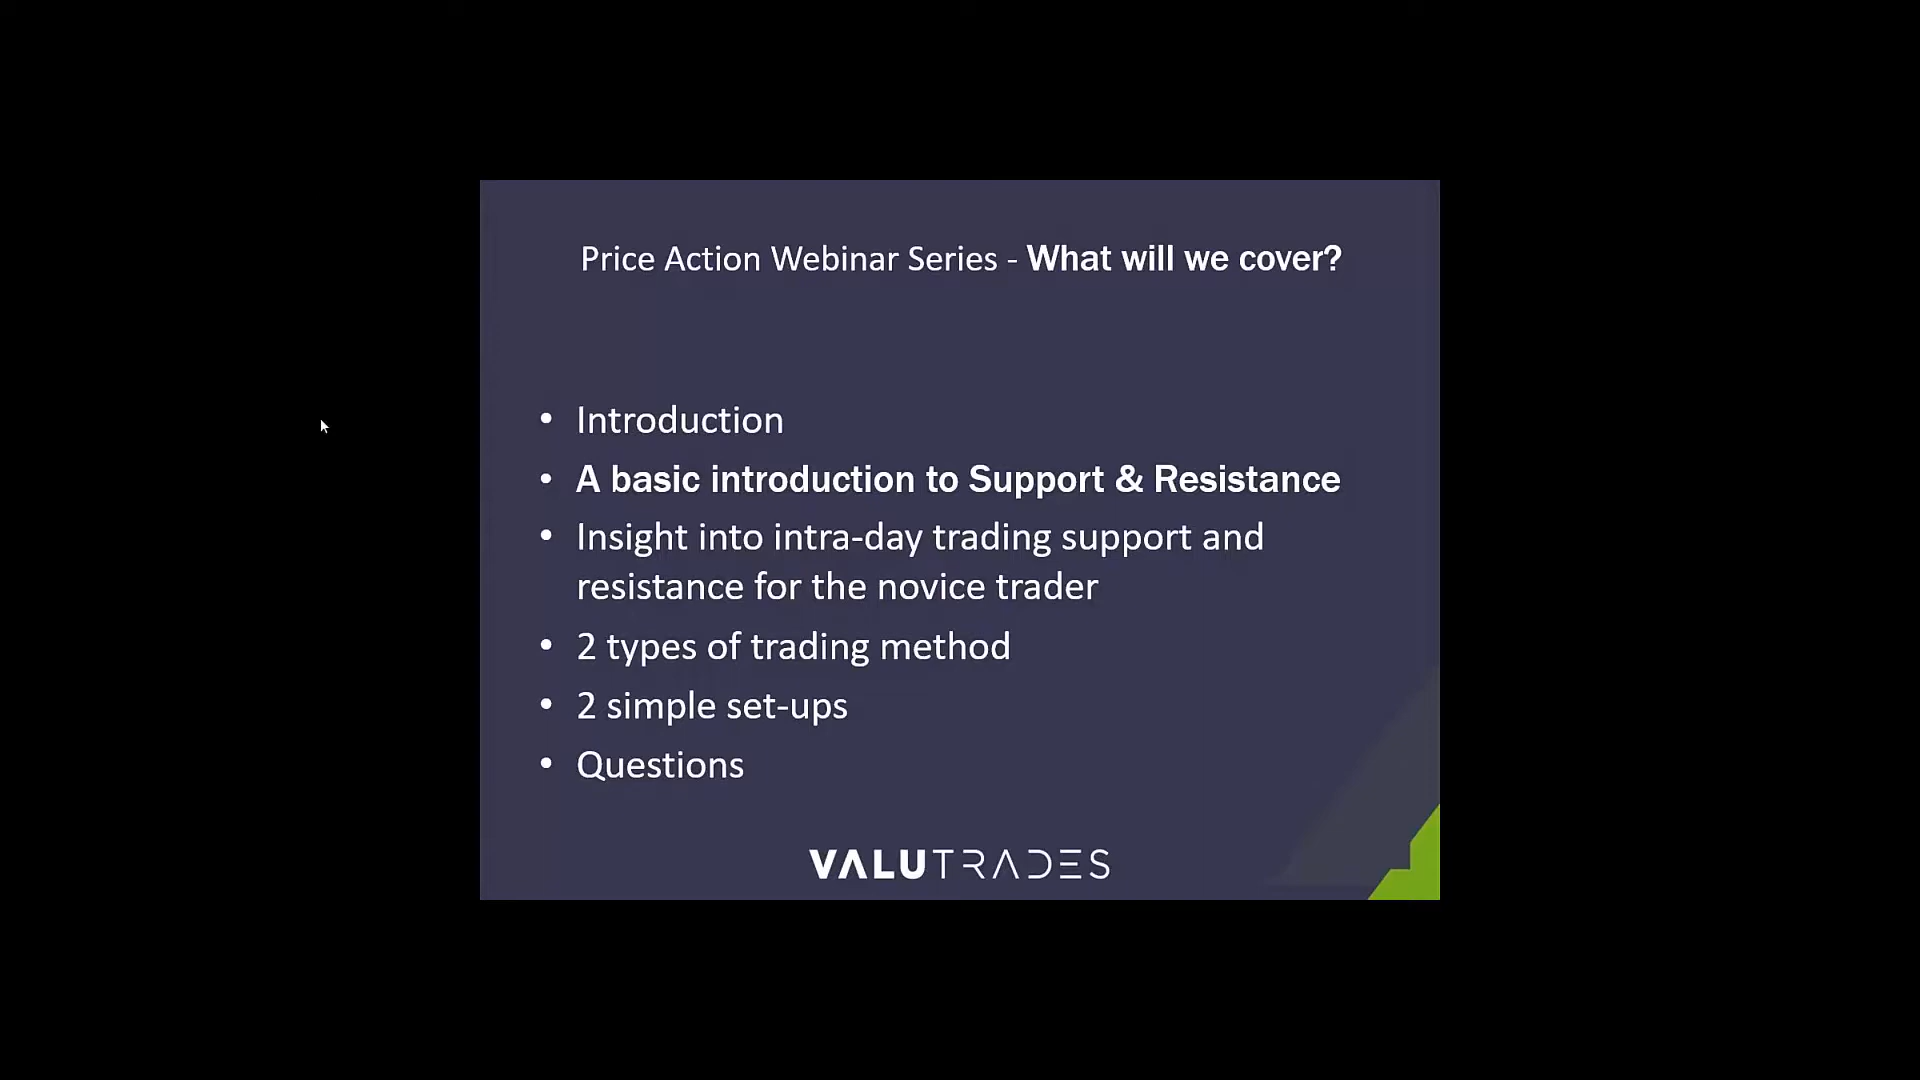 Price Action Webinar Series - What will we cover?
• Introduction
• A basic introduction to Support & Resistance
• Insight into intra-day trading support and
resistance for the novice trader
• 2 types of trading method
• 2 simple set-ups
• Questions
VALUTRADES